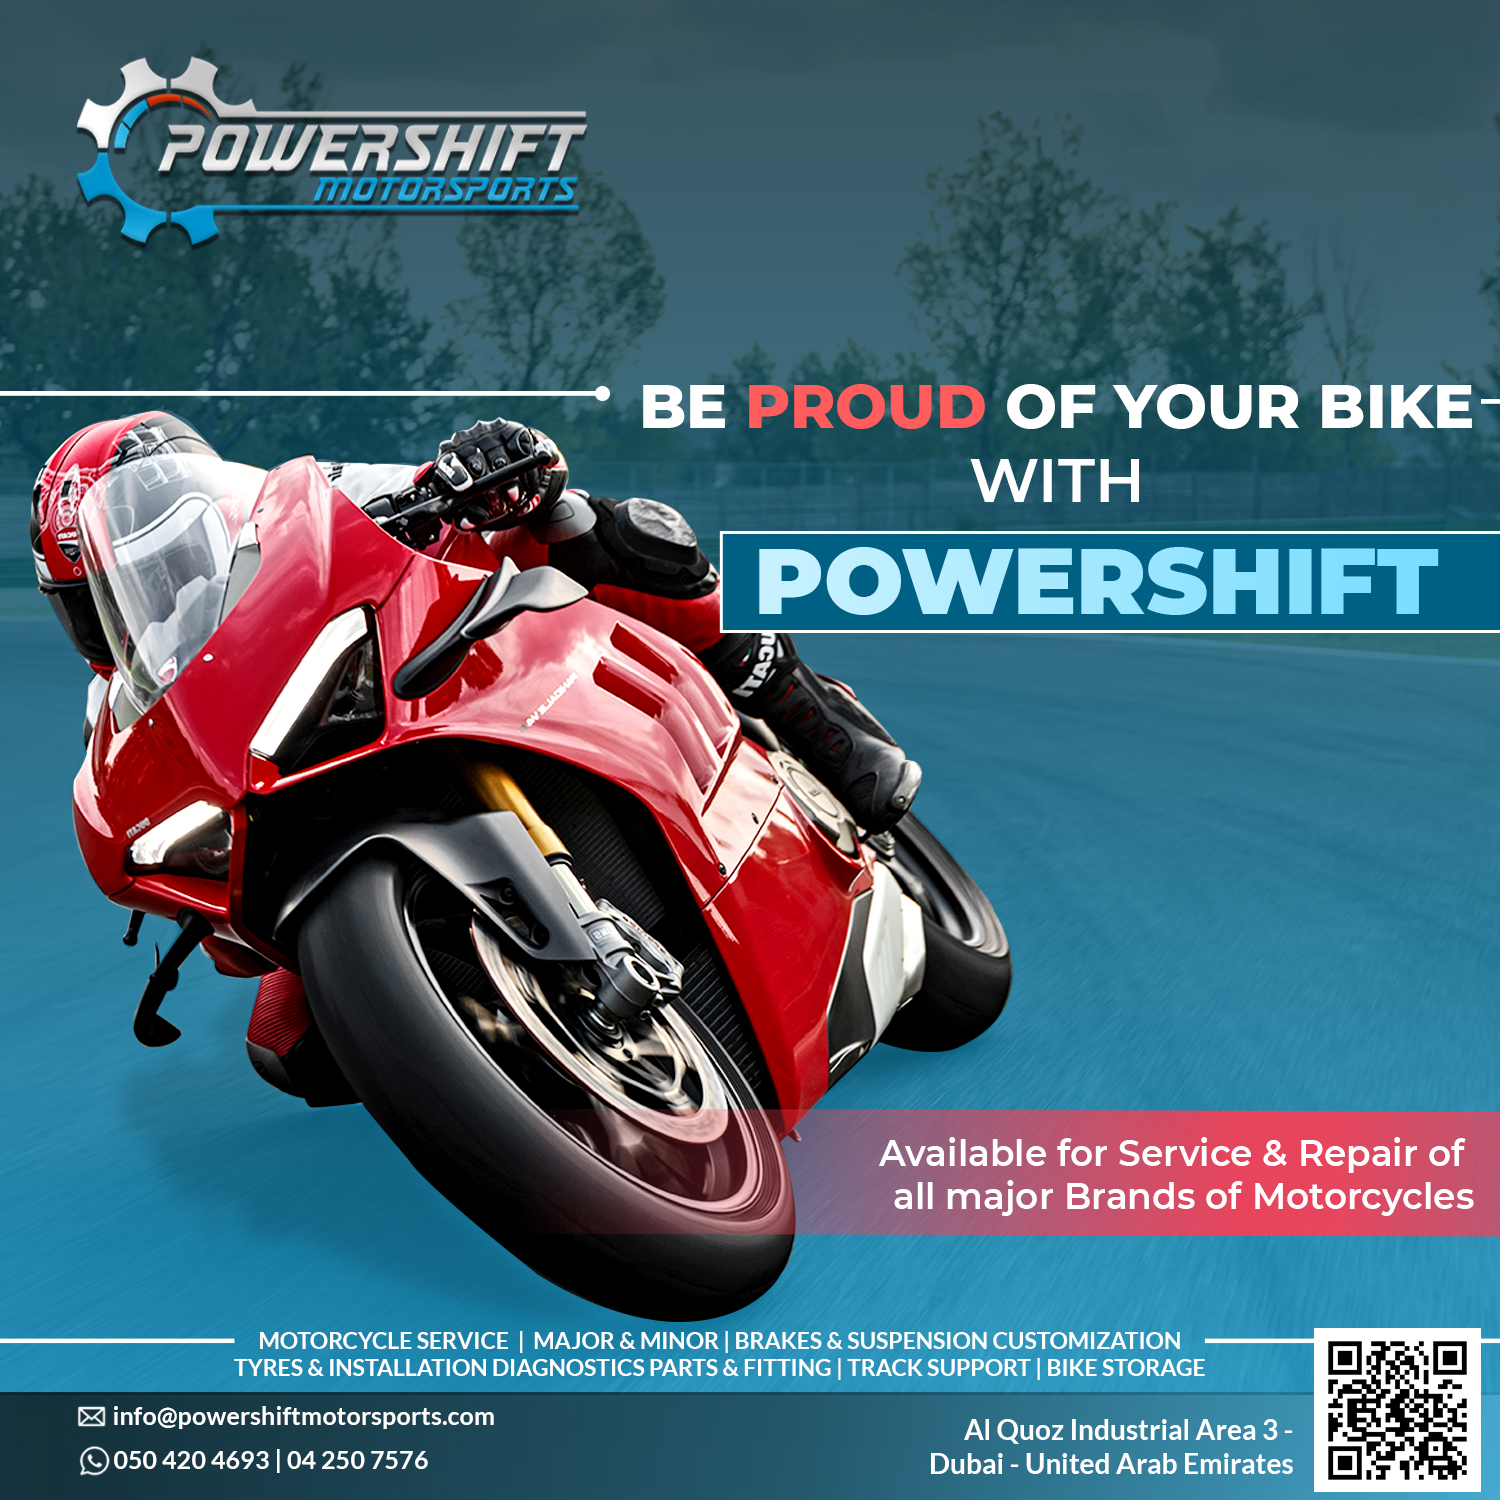 POWERSHIFT
MOTORSPORTS
BE PROUD OF YOUR BIKE
WITH
POWERSHIFT
Available for Service & Repair of
all major Brands of Motorcycles
MOTORCYCLE SERVICE | MAJOR & MINOR | BRAKES & SUSPENSION CUSTOMIZATION
TYRES & INSTALLATION DIAGNOSTICS PARTS & FITTING | TRACK SUPPORT | BIKE STORAGE
info@powershiftmotorsports.com
050 420 4693 | 04 250 7576
Al Quoz Industrial Area 3 -
Dubai - United Arab Emirates